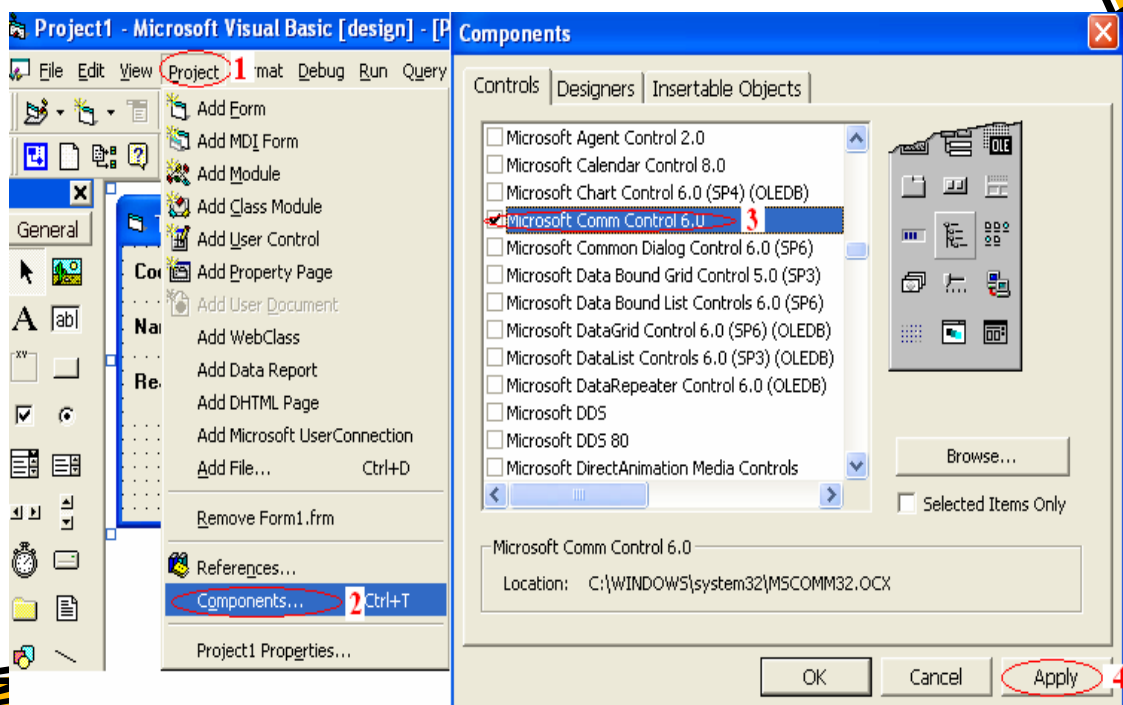 Project1 - Microsoft Visual Basic [design] - [P
File Edit View Project 1 rmat Debug Run Query
Add Form
Add MDI Form
Add Module
Add Class Module
Add User Control
Add Property Page
Add User Document
Add WebClass
Add Data Report
Add DHTML Page
Add Microsoft UserConnection
Add File... Ctrl+D
Remove Form1.frm
References...
Components... 2 Ctrl+T
Project1 Properties...
General
A ab|
xv
Coo
Nar
Re
Components
Controls Designers Insertable Objects
Microsoft Agent Control 2.0
Microsoft Calendar Control 8.0
Microsoft Chart Control 6.0 (SP4) (OLEDB)
Microsoft Comm Control 6.0 3
Microsoft Common Dialog Control 6.0 (SP6)
Microsoft Data Bound Grid Control 5.0 (SP3)
Microsoft Data Bound List Controls 6.0 (SP6)
Microsoft DataGrid Control 6.0 (SP6) (OLEDB)
Microsoft DataList Controls 6.0 (SP3) (OLEDB)
Microsoft DataRepeater Control 6.0 (OLEDB)
Microsoft DDS
Microsoft DDS 80
Microsoft DirectAnimation Media Controls
OLE
Browse...
Selected Items Only
Microsoft Comm Control 6.0
Location: C:\WINDOWS\system32\MSCOMM32.OCX
OK Cancel Apply 4